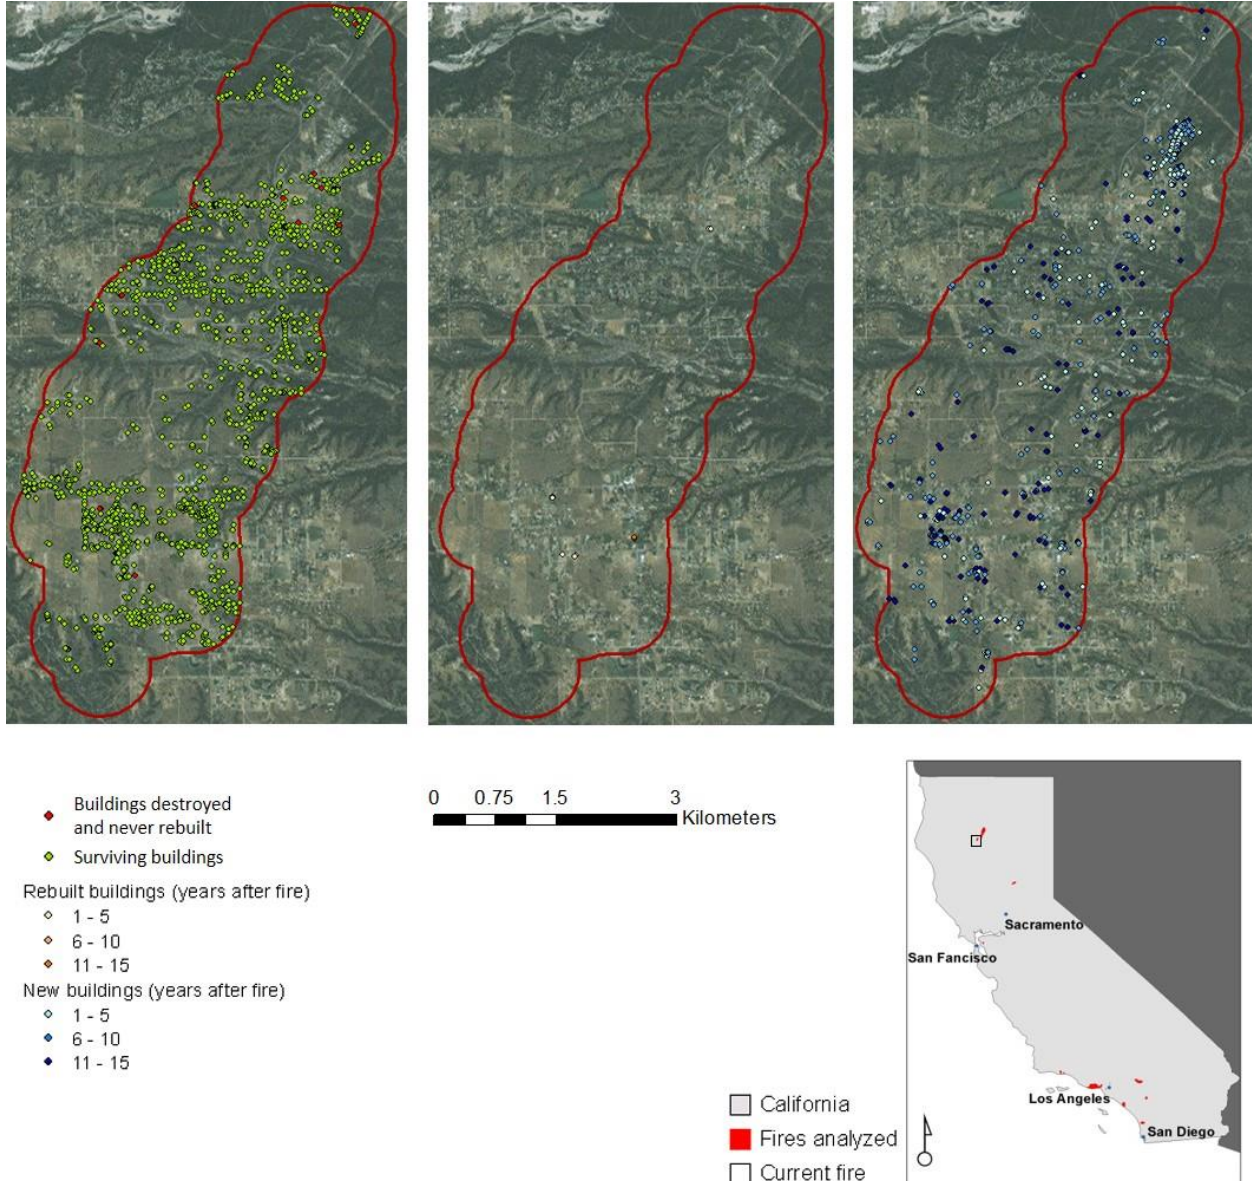 Buildings destroyed
and never rebuilt
Surviving buildings
Rebuilt buildings (years after fire)
1 - 5
6 - 10
11 - 15
New buildings (years after fire)
1 - 5
6 - 10
11 - 15
0 0.75 1.5 3
Kilometers
Sacramento
San Fancisco
Los Angeles
San Diego
California
Fires analyzed
Current fire